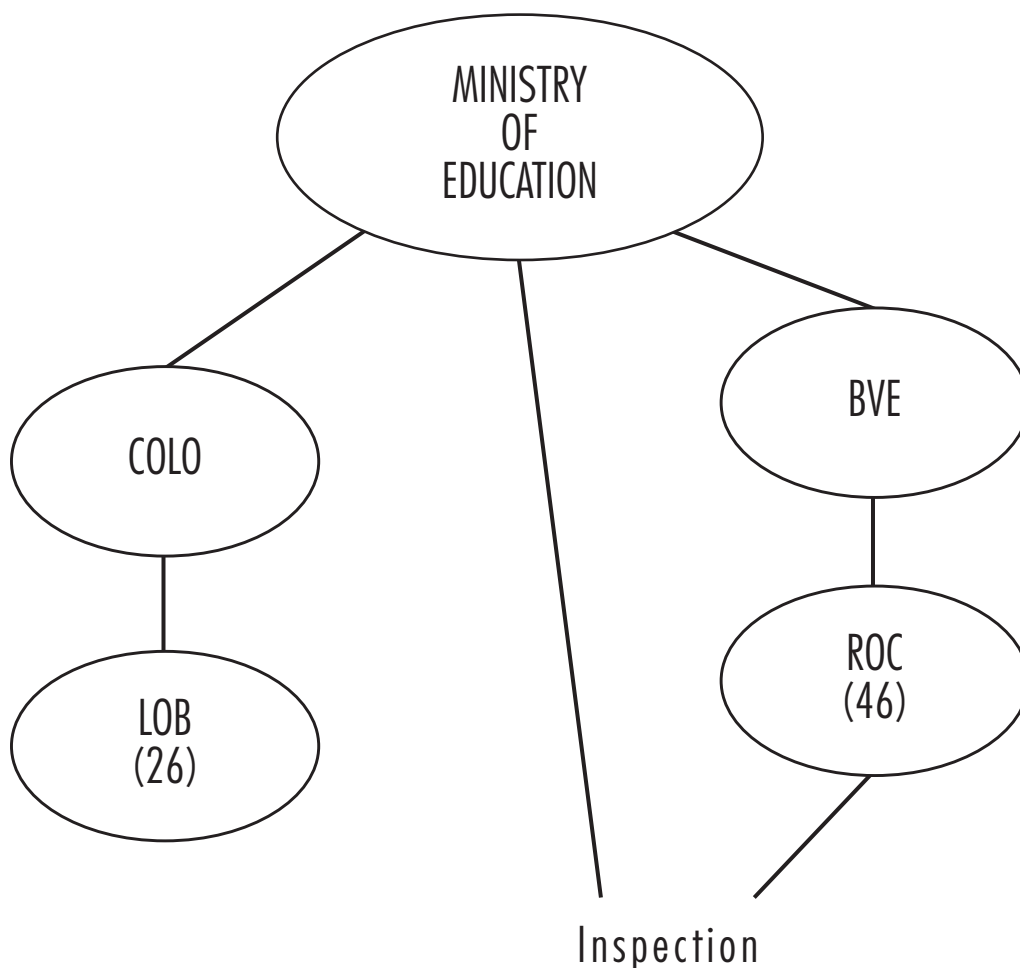 MINISTRY
OF
EDUCATION
BVE
COLO
ROC
(46)
LOB
(26)
Inspection